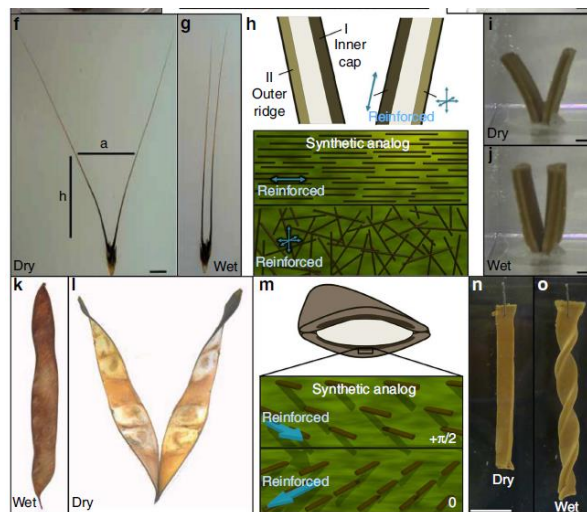 f
a
h
Dry
g
Wet
h
I
Inner
cap
II
Outer
ridge
Reinforced
Synthetic analog
Reinforced
Reinforced
i
Dry
j
Wet
k
Wet
l
Dry
m
Synthetic analog
Reinforced
+π/2
Reinforced
0
n
Dry
o
Wet